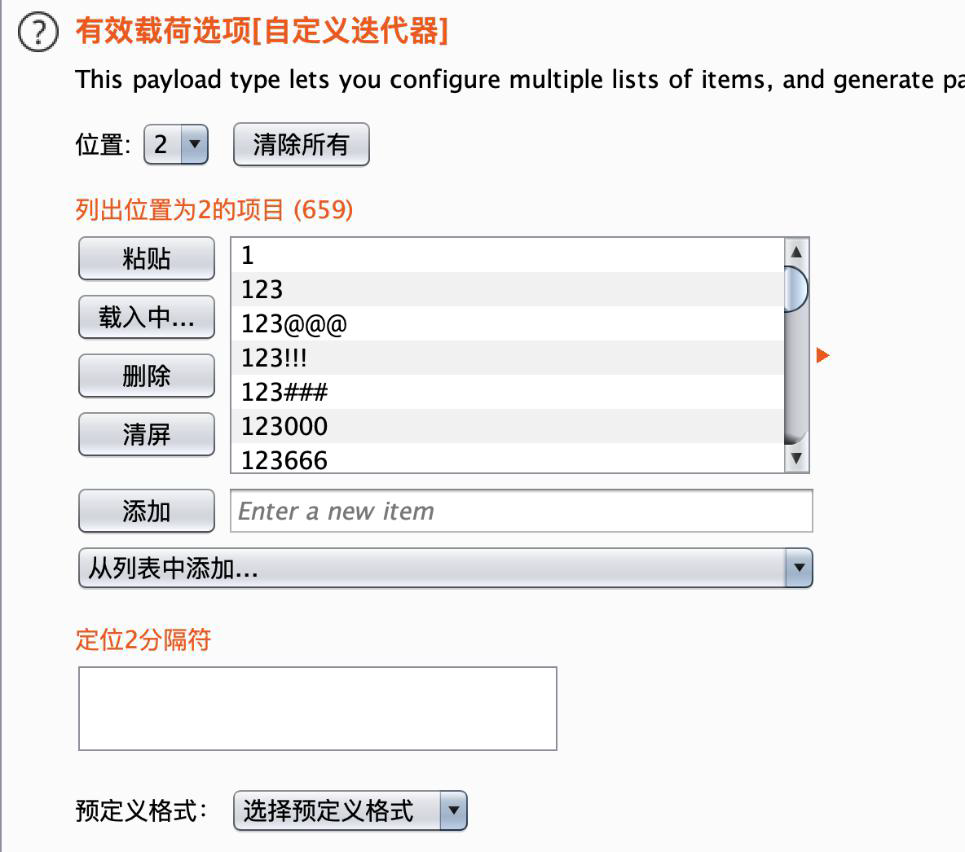 ?
有效载荷选项[自定义迭代器]
This payload type lets you configure multiple lists of items, and generate pa
位置: 2 清除所有
列出位置为2的项目 (659)
粘贴
载入中...
删除
清屏
1
123
123@@@
123!!!
123###
123000
123666
添加 Enter a new item
从列表中添加...
定位2分隔符
预定义格式: 选择预定义格式